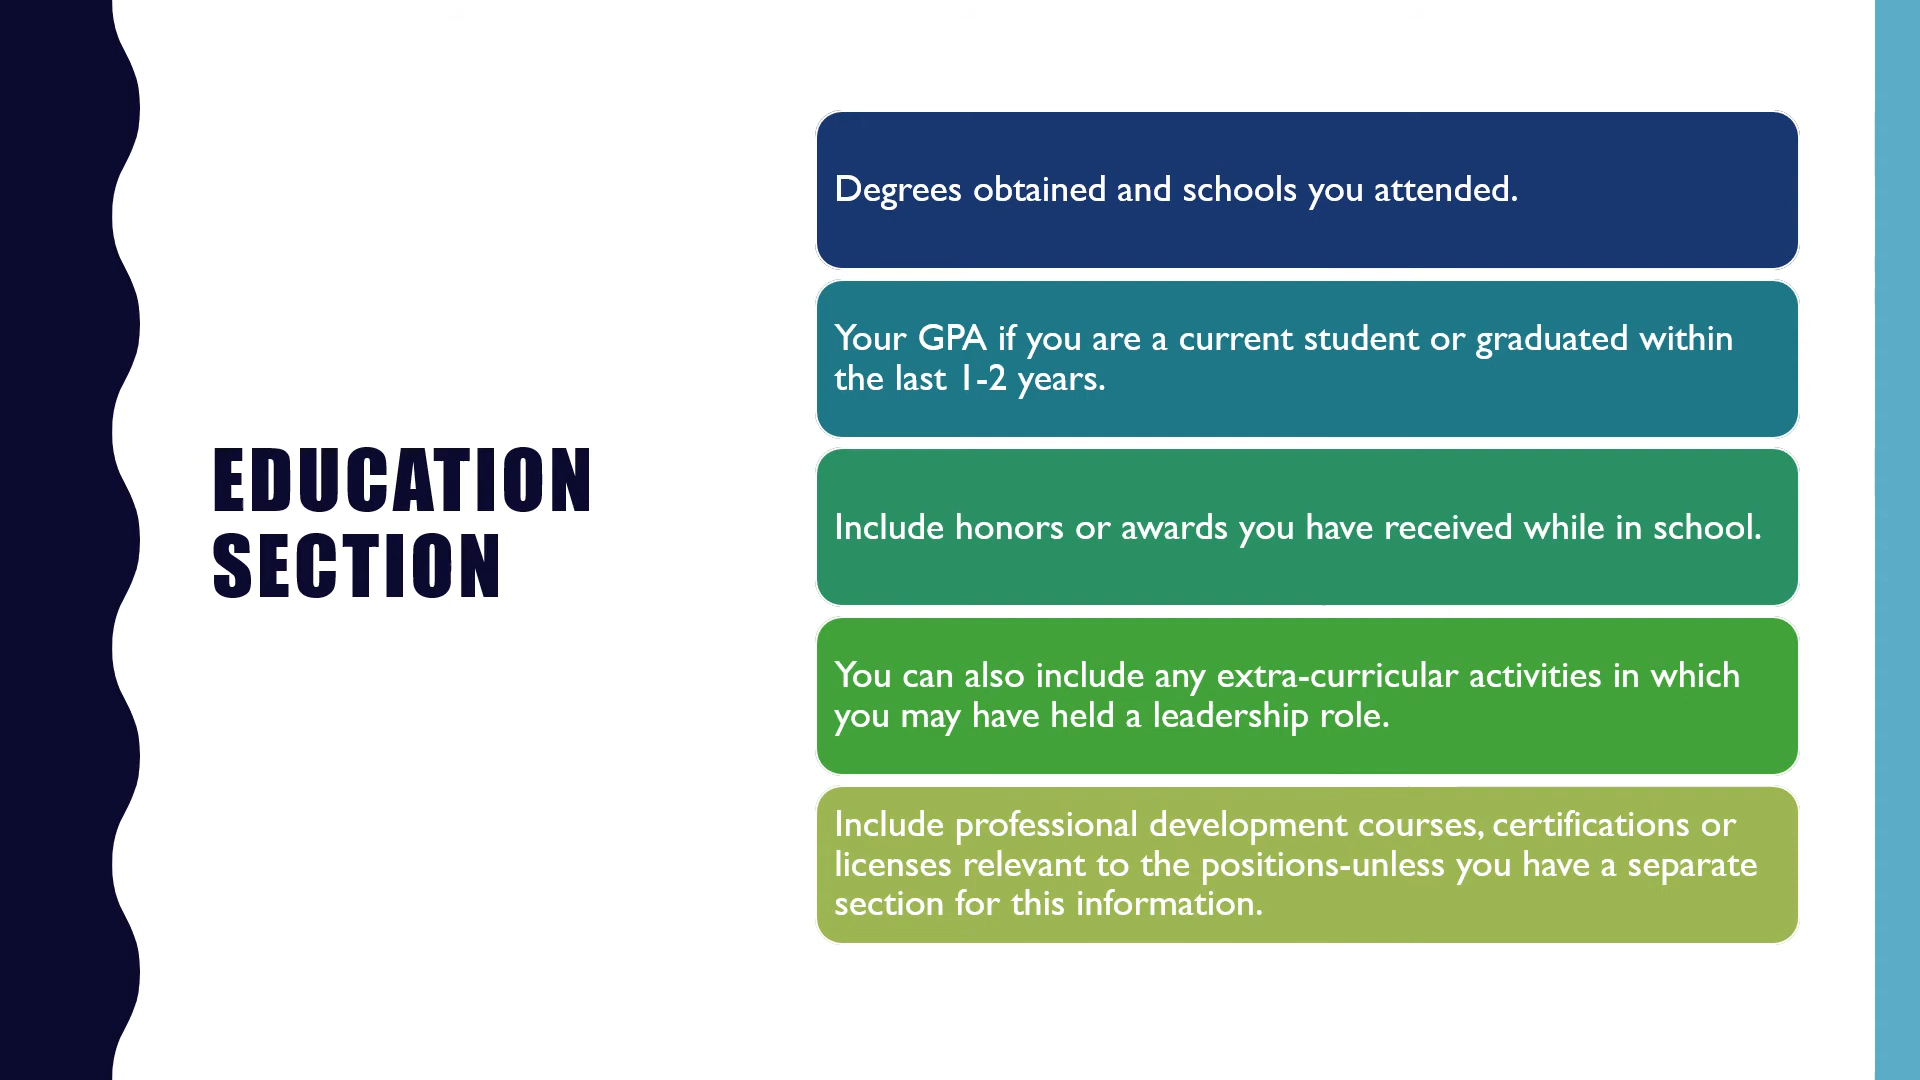 EDUCATION
SECTION
Degrees obtained and schools you attended.
Your GPA if you are a current student or graduated within
the last 1-2 years.
Include honors or awards you have received while in school.
You can also include any extra-curricular activities in which
you may have held a leadership role.
Include professional development courses, certifications or
licenses relevant to the positions-unless you have a separate
section for this information.